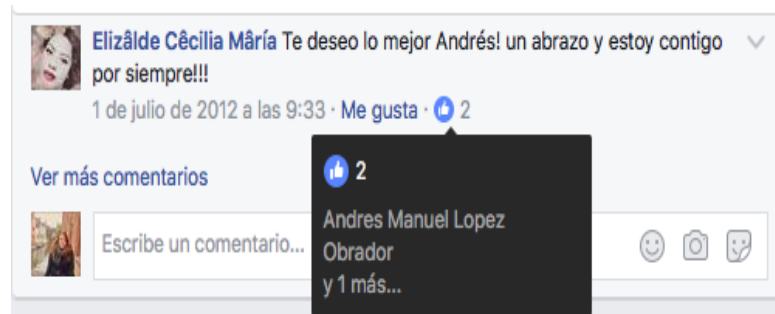 Elizâlde Cêcilia Mâría Te deseo lo mejor Andrés! un abrazo y estoy contigo
por siempre!!!
1 de julio de 2012 a las 9:33 · Me gusta · 2
Ver más comentarios
2
Andres Manuel Lopez
Obrador
y 1 más...
Escribe un comentario...